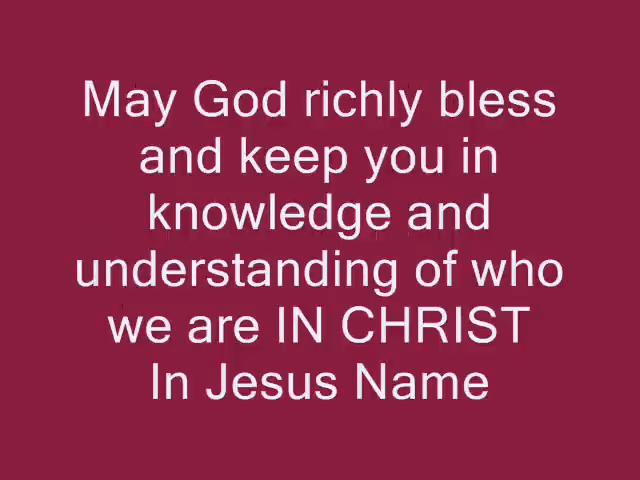 May God richly bless
and keep you in
knowledge and
understanding of who
we are IN CHRIST
In Jesus Name